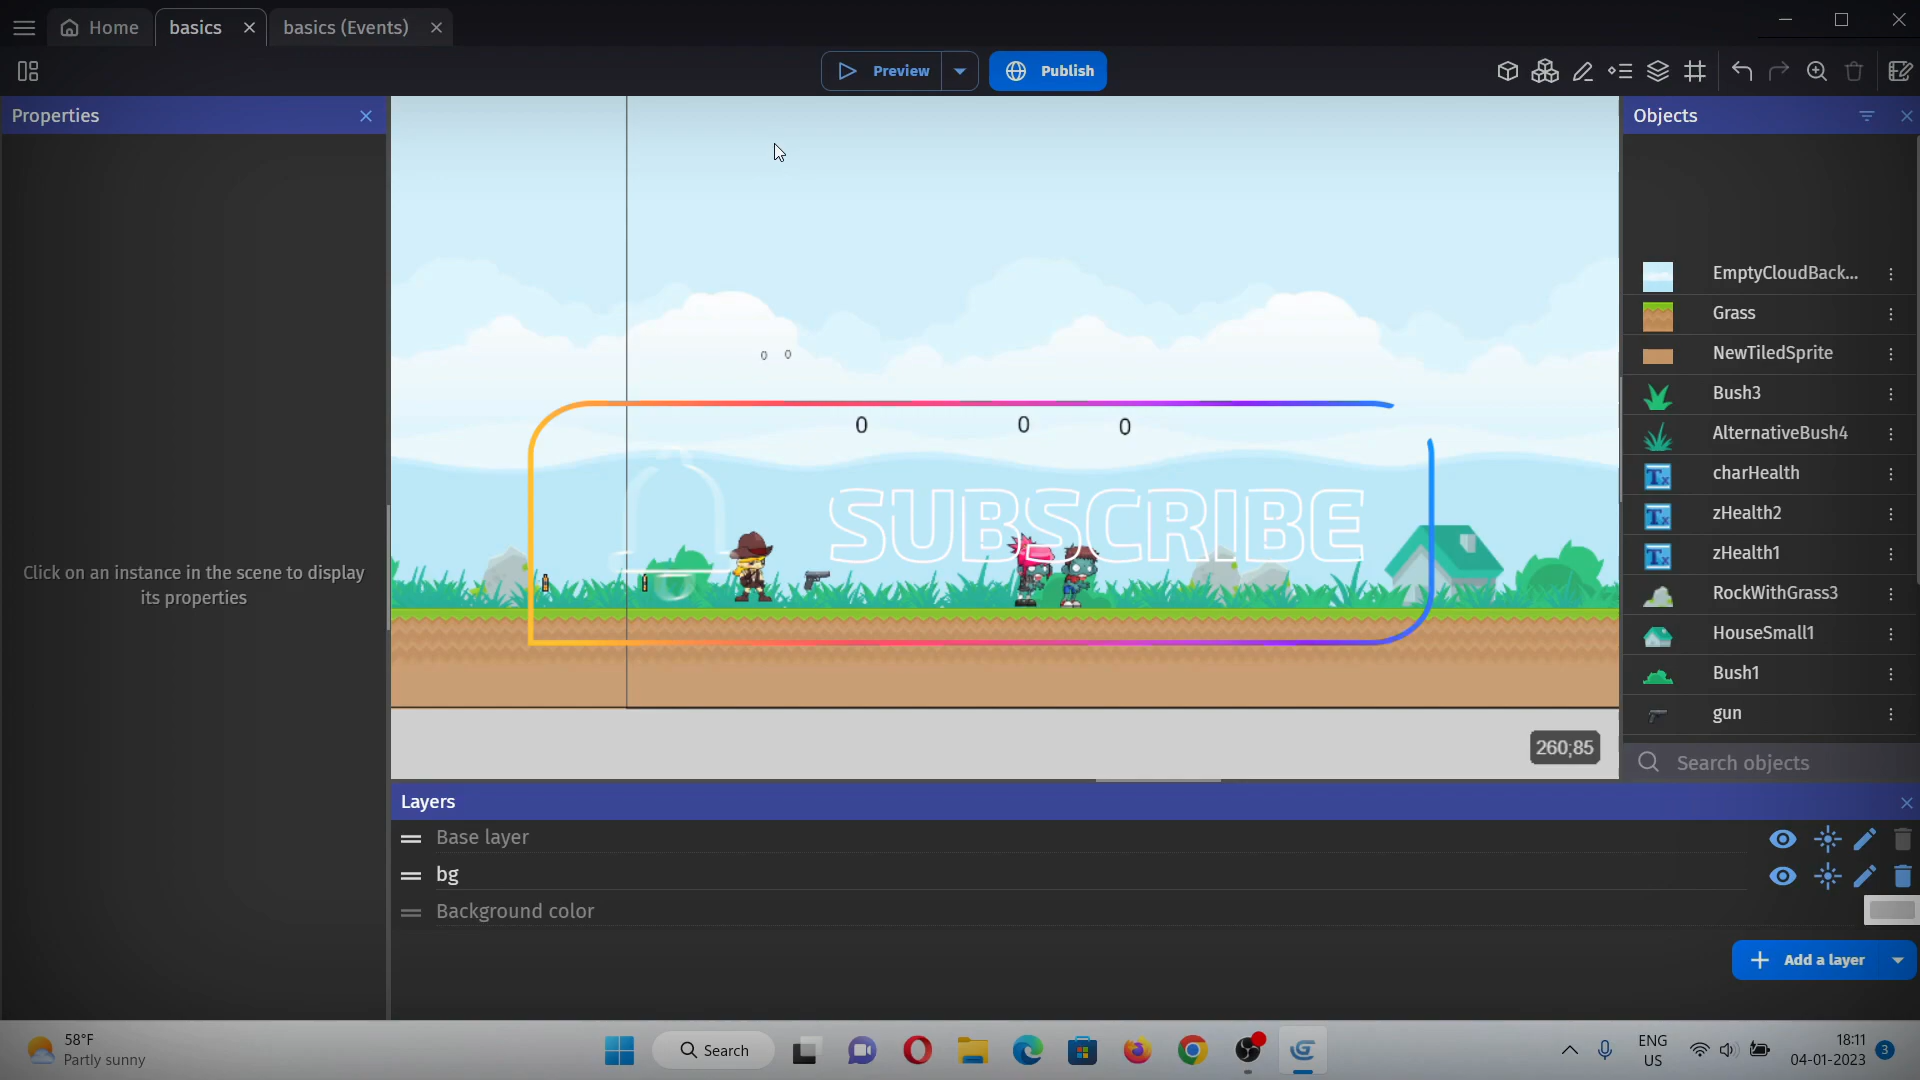 Home
basics
basics (Events)
Preview
Publish
Properties
Click on an instance in the scene to display
its properties
0 0
0 0 0
SUBSCRIBE
260;85
Objects
EmptyCloudBack...
Grass
NewTiledSprite
Bush3
AlternativeBush4
charHealth
zHealth2
zHealth1
RockWithGrass3
HouseSmall1
Bush1
gun
Search objects
Layers
Base layer
bg
Background color
Add a layer
58°F
Partly sunny
Search
ENG
US
18:11
04-01-2023
3